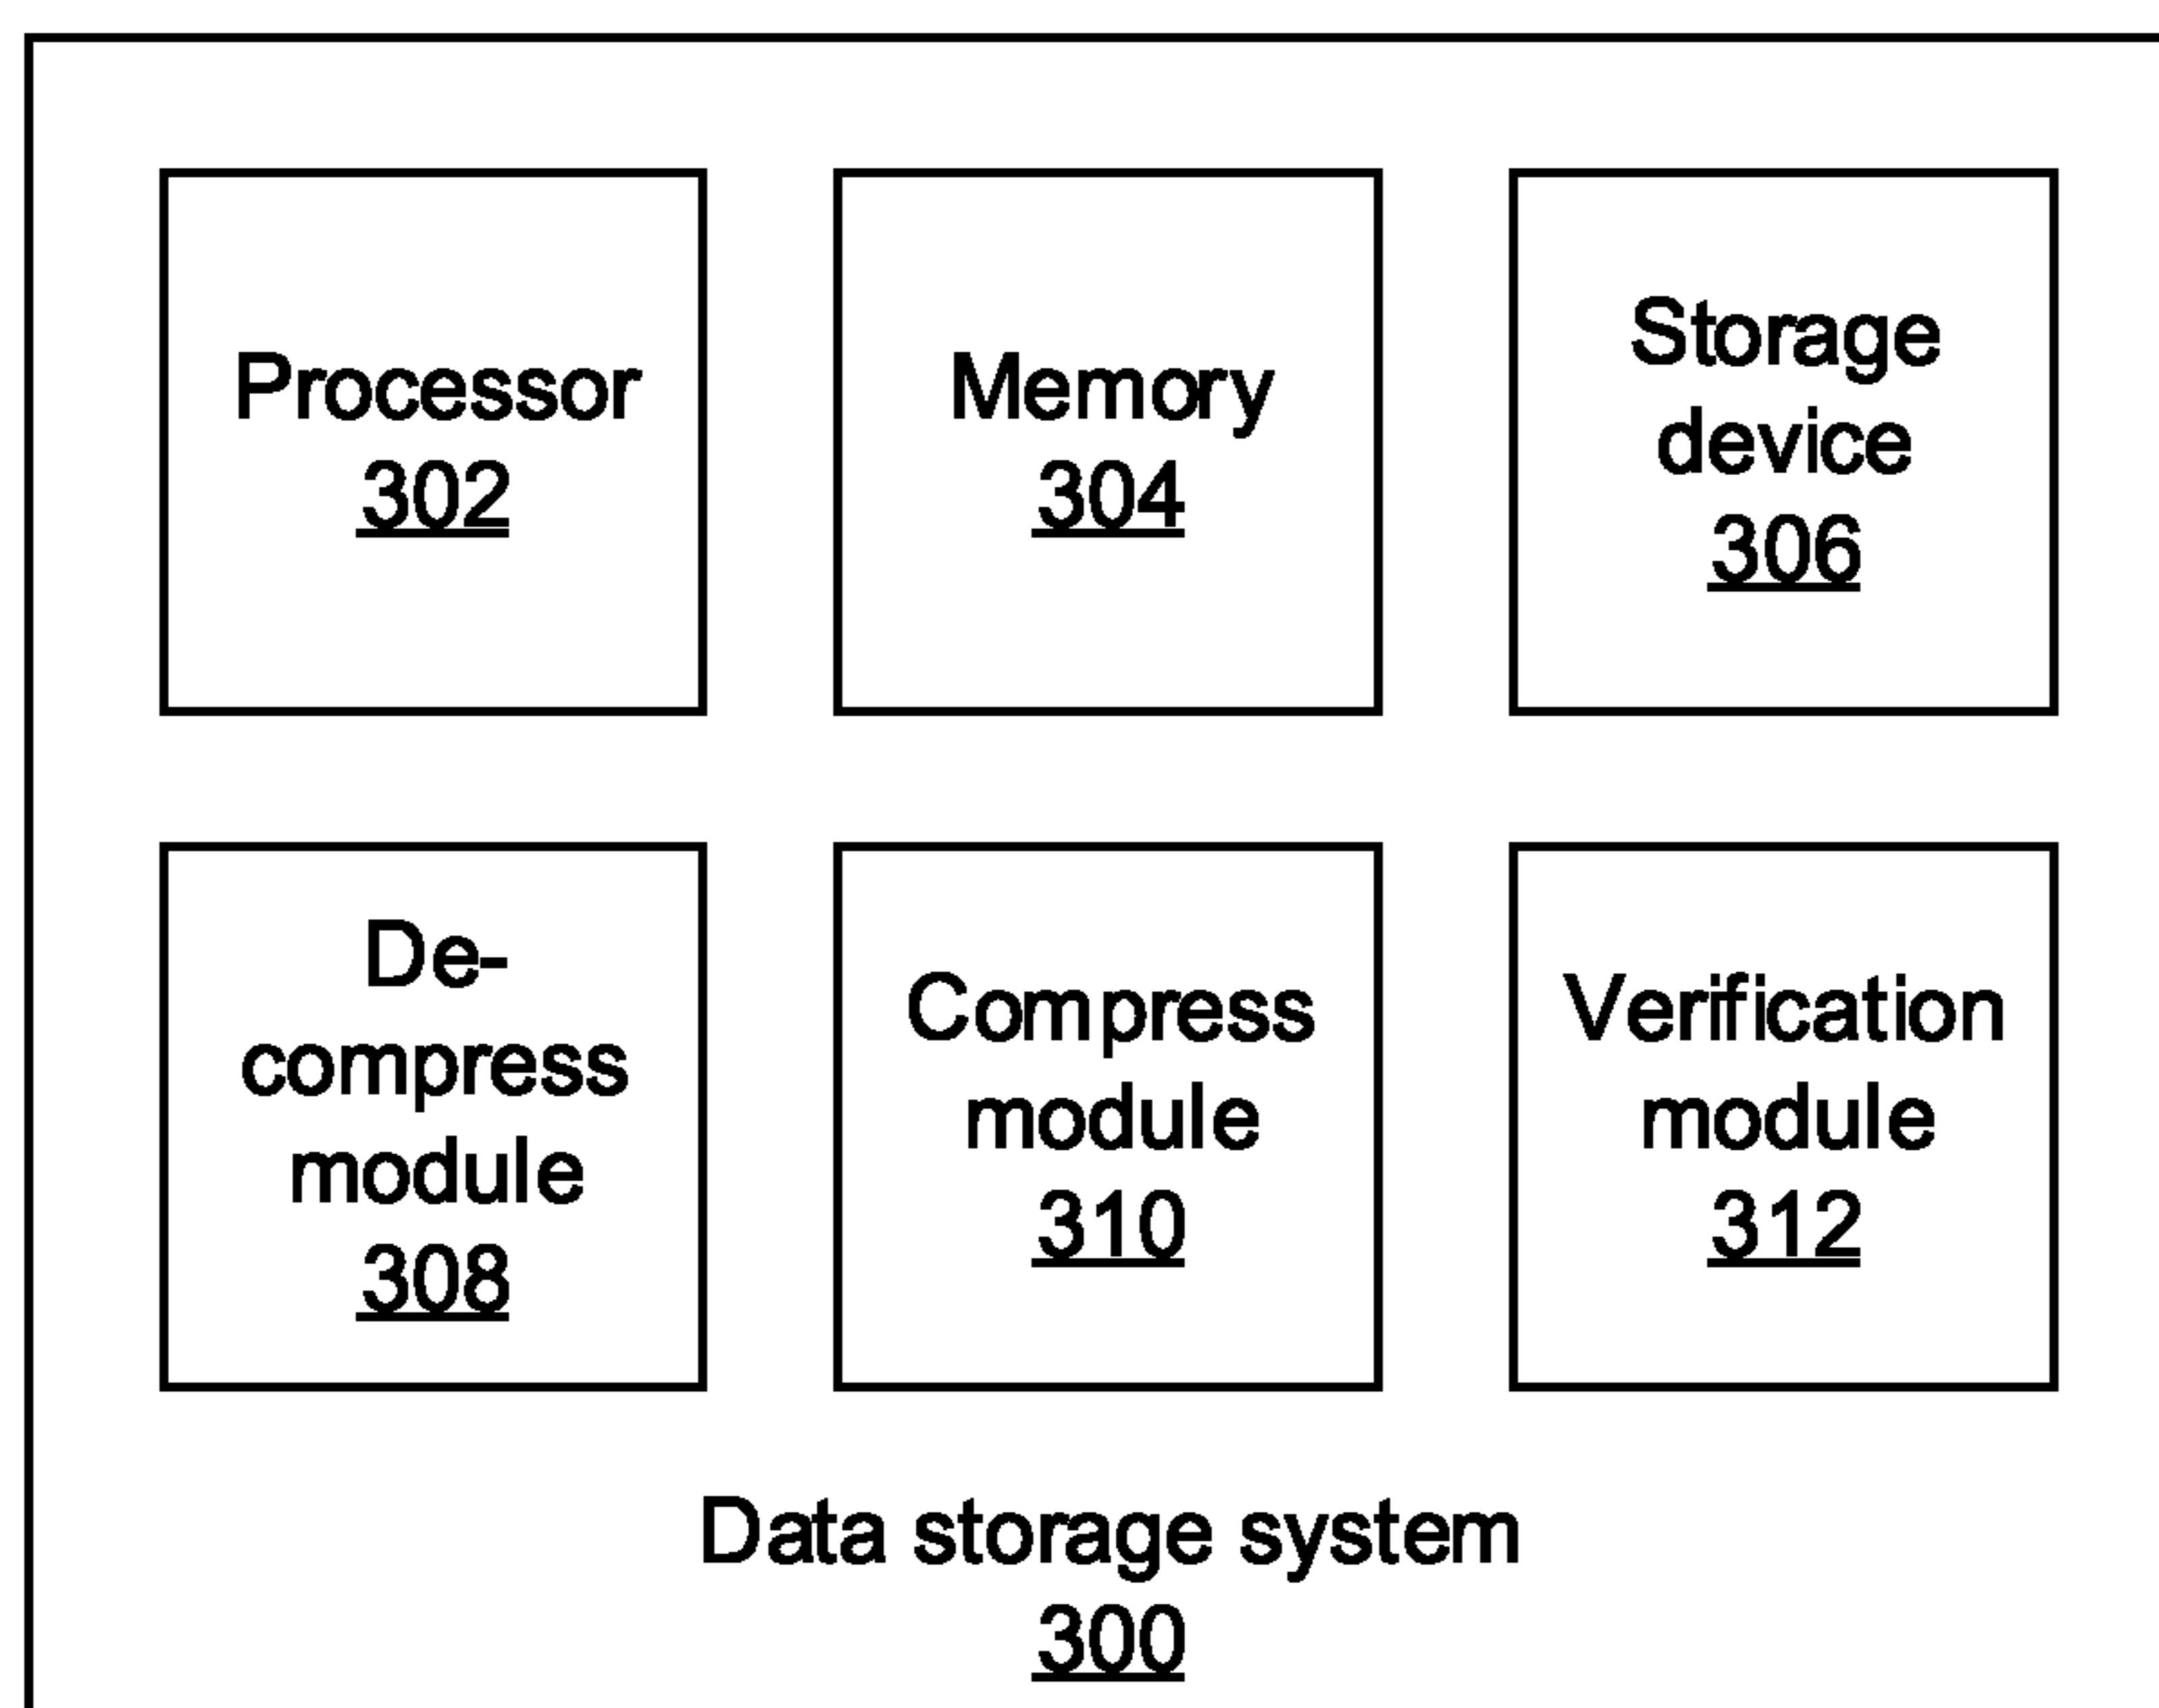 Processor
302
Memory
304
Storage
device
306
De-
compress
module
308
Compress
module
310
Verification
module
312
Data storage system
300